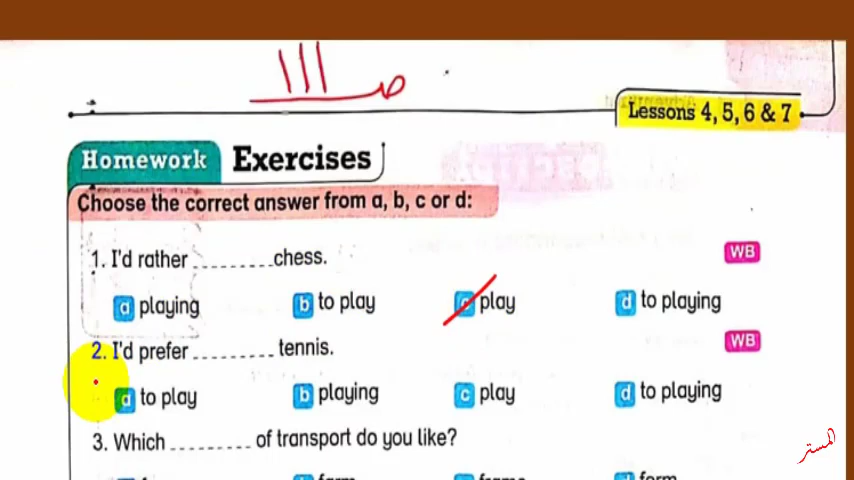 ص ١١١
Lessons 4, 5, 6 & 7
Homework Exercises
Choose the correct answer from a, b, c or d:
1. I'd rather ........ chess. WB
a playing b to play c play d to playing
2. I'd prefer ........ tennis. WB
a to play b playing c play d to playing
3. Which ........ of transport do you like?
المستر